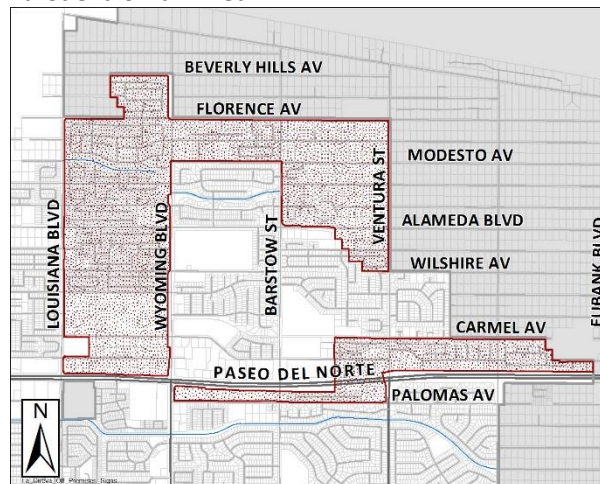 BEVERLY HILLS AV
FLORENCE AV
MODESTO AV
VENTURA ST
ALAMEDA BLVD
LOUISIANA BLVD
WYOMING BLVD
BARSTOW ST
WILSHIRE AV
EUBANK BLVD
CARMEL AV
PASEO DEL NORTE
PALOMAS AV
N